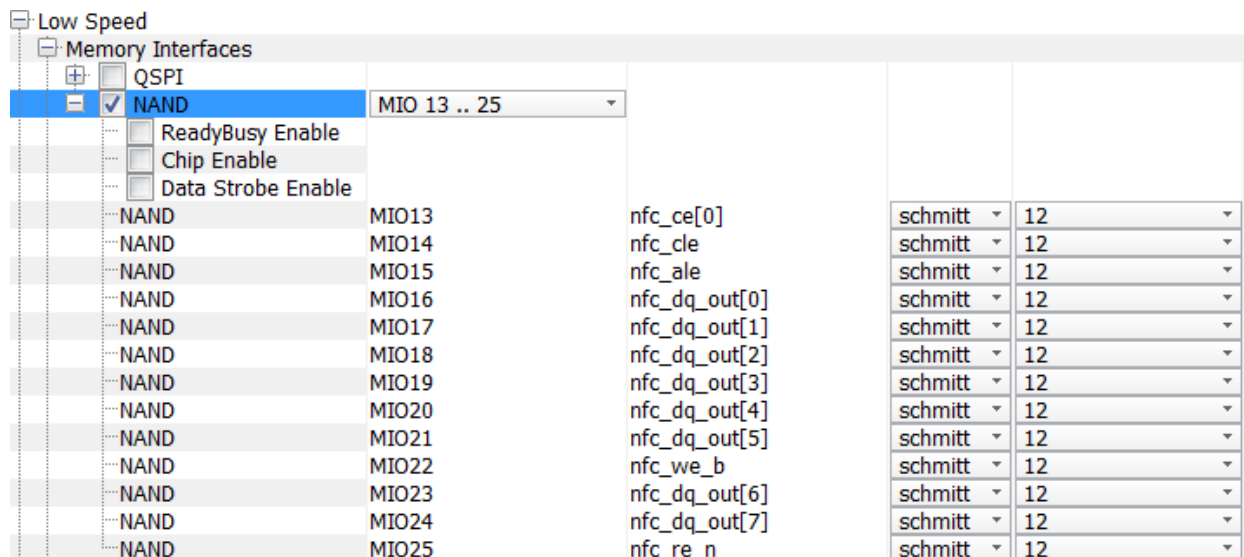 Low Speed
Memory Interfaces
QSPI
NAND MIO 13 .. 25
ReadyBusy Enable
Chip Enable
Data Strobe Enable
NAND MIO13 nfc_ce[0] schmitt 12
NAND MIO14 nfc_cle schmitt 12
NAND MIO15 nfc_ale schmitt 12
NAND MIO16 nfc_dq_out[0] schmitt 12
NAND MIO17 nfc_dq_out[1] schmitt 12
NAND MIO18 nfc_dq_out[2] schmitt 12
NAND MIO19 nfc_dq_out[3] schmitt 12
NAND MIO20 nfc_dq_out[4] schmitt 12
NAND MIO21 nfc_dq_out[5] schmitt 12
NAND MIO22 nfc_we_b schmitt 12
NAND MIO23 nfc_dq_out[6] schmitt 12
NAND MIO24 nfc_dq_out[7] schmitt 12
NAND MIO25 nfc_re_n schmitt 12